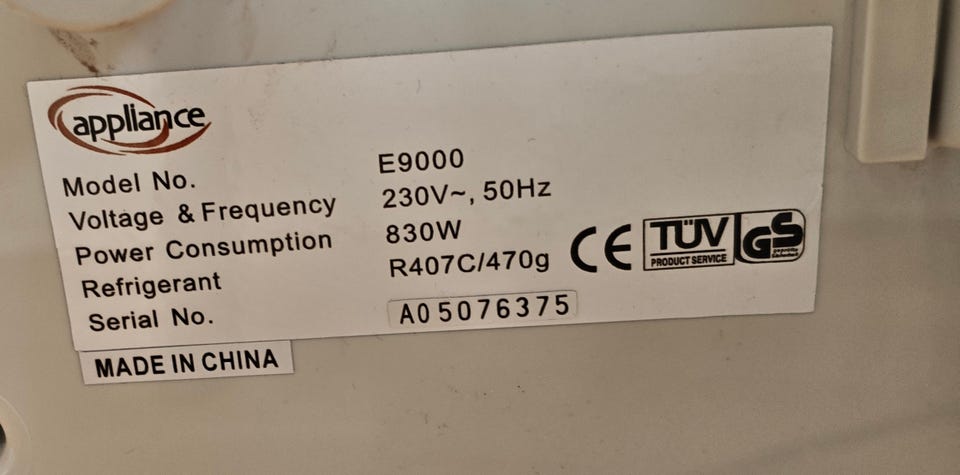 appliance
Model No. E9000
Voltage & Frequency 230V~, 50Hz
Power Consumption 830W
Refrigerant R407C/470g
Serial No. A05076375
CE TÜV PRODUCT SERVICE GS
MADE IN CHINA